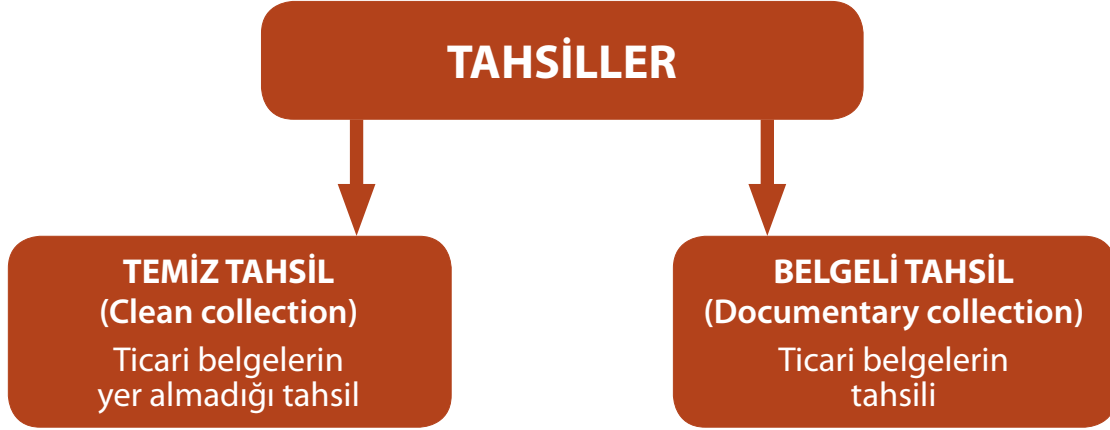 TAHSİLLER
TEMİZ TAHSİL
(Clean collection)
Ticari belgelerin
yer almadığı tahsil
BELGELİ TAHSİL
(Documentary collection)
Ticari belgelerin
tahsili